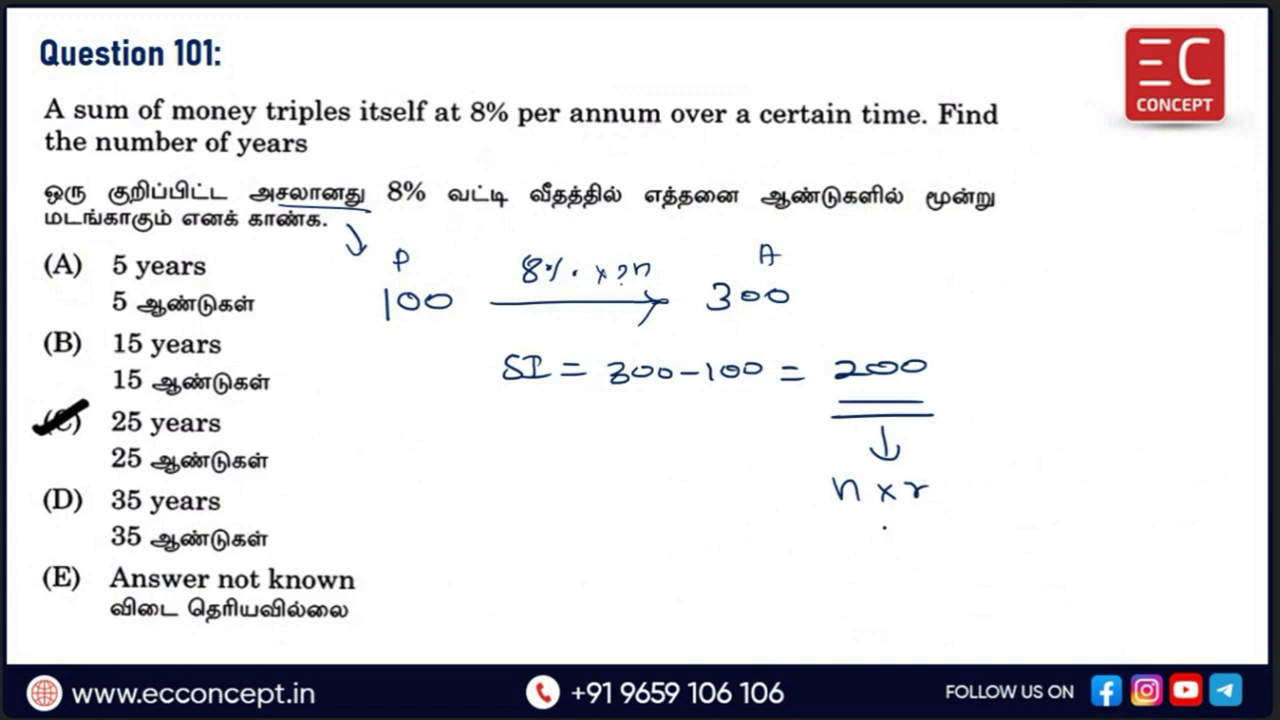 Question 101:
EC
CONCEPT
A sum of money triples itself at 8% per annum over a certain time. Find
the number of years
ஒரு குறிப்பிட்ட அசலானது 8% வட்டி வீதத்தில் எத்தனை ஆண்டுகளில் மூன்று
மடங்காகும் எனக் காண்க.
(A) 5 years
5 ஆண்டுகள்
(B) 15 years
15 ஆண்டுகள்
(C) 25 years
25 ஆண்டுகள்
(D) 35 years
35 ஆண்டுகள்
(E) Answer not known
விடை தெரியவில்லை
P 8% x ?n A
100 300
SI = 300-100 = 200
n x r
www.ecconcept.in +91 9659 106 106 FOLLOW US ON